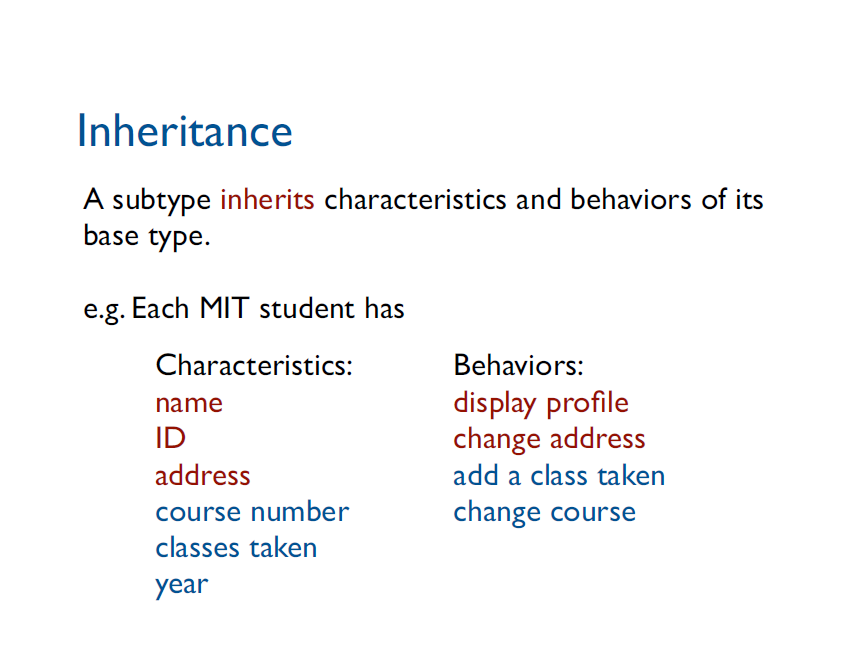 Inheritance
A subtype inherits characteristics and behaviors of its
base type.
e.g. Each MIT student has
Characteristics:
name
ID
address
course number
classes taken
year
Behaviors:
display profile
change address
add a class taken
change course